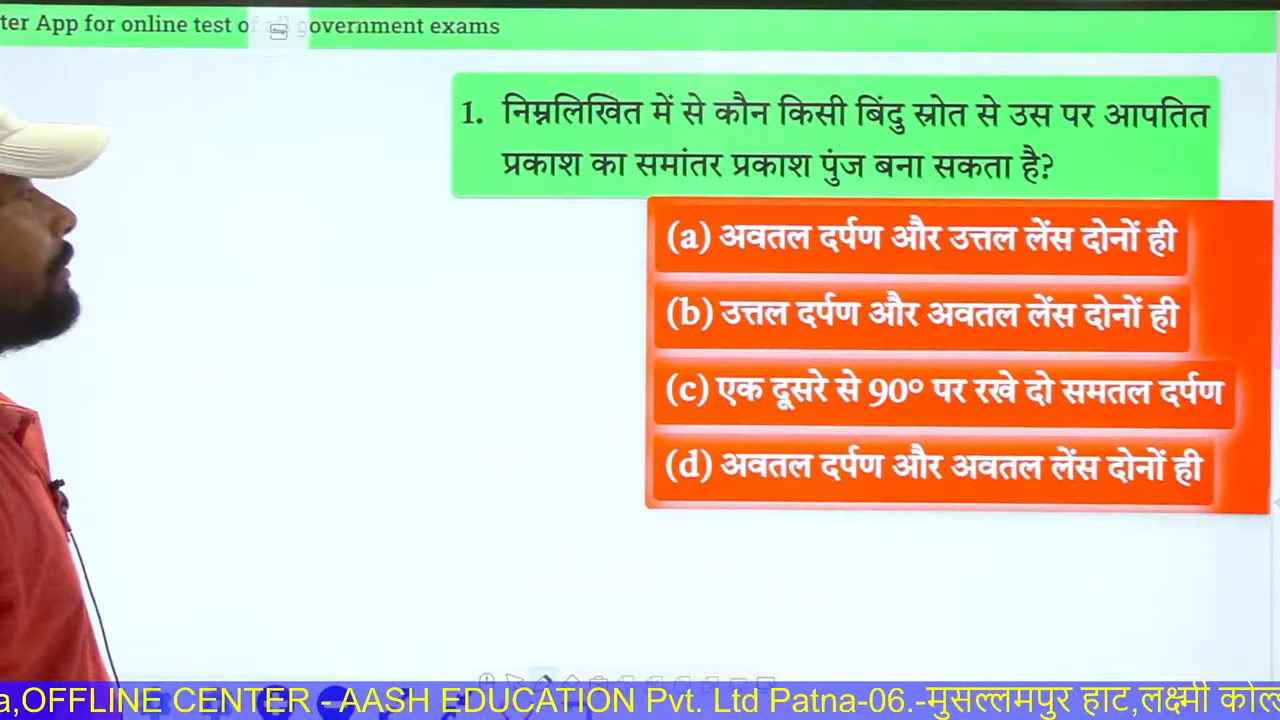 ter App for online test of all government exams
1. निम्नलिखित में से कौन किसी बिंदु स्रोत से उस पर आपतित
प्रकाश का समांतर प्रकाश पुंज बना सकता है?
(a) अवतल दर्पण और उत्तल लेंस दोनों ही
(b) उत्तल दर्पण और अवतल लेंस दोनों ही
(c) एक दूसरे से 90° पर रखे दो समतल दर्पण
(d) अवतल दर्पण और अवतल लेंस दोनों ही
a,OFFLINE CENTER - AASH EDUCATION Pvt. Ltd Patna-06.-मुसल्लमपुर हाट,लक्ष्मी कोल्